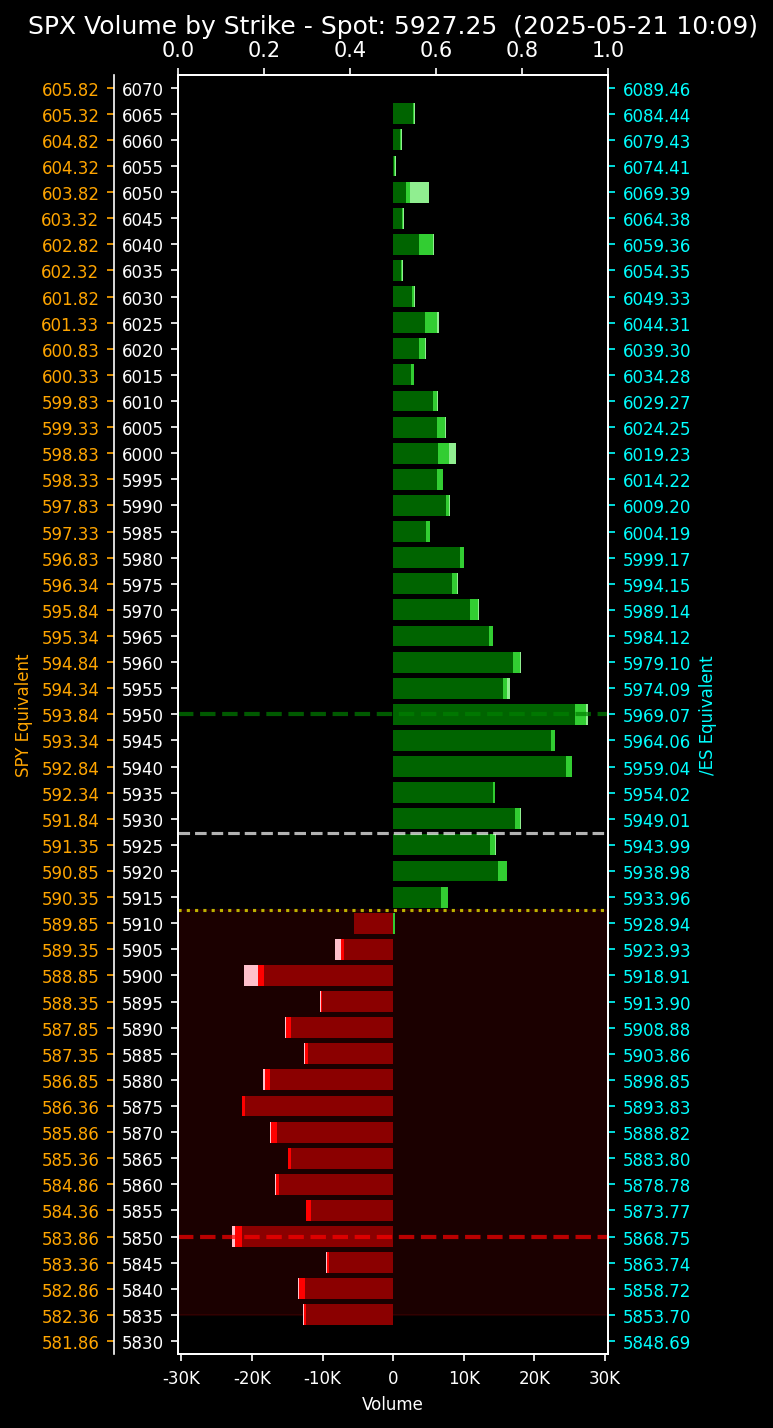 SPX Volume by Strike - Spot: 5927.25  (2025-05-21 10:09)
0.0 0.2 0.4 0.6 0.8 1.0
605.82 6070 6089.46
605.32 6065 6084.44
604.82 6060 6079.43
604.32 6055 6074.41
603.82 6050 6069.39
603.32 6045 6064.38
602.82 6040 6059.36
602.32 6035 6054.35
601.82 6030 6049.33
601.33 6025 6044.31
600.83 6020 6039.30
600.33 6015 6034.28
599.83 6010 6029.27
599.33 6005 6024.25
598.83 6000 6019.23
598.33 5995 6014.22
597.83 5990 6009.20
597.33 5985 6004.19
596.83 5980 5999.17
596.34 5975 5994.15
595.84 5970 5989.14
595.34 5965 5984.12
594.84 5960 5979.10
594.34 5955 5974.09
593.84 5950 5969.07
593.34 5945 5964.06
592.84 5940 5959.04
592.34 5935 5954.02
591.84 5930 5949.01
591.35 5925 5943.99
590.85 5920 5938.98
590.35 5915 5933.96
589.85 5910 5928.94
589.35 5905 5923.93
588.85 5900 5918.91
588.35 5895 5913.90
587.85 5890 5908.88
587.35 5885 5903.86
586.85 5880 5898.85
586.36 5875 5893.83
585.86 5870 5888.82
585.36 5865 5883.80
584.86 5860 5878.78
584.36 5855 5873.77
583.86 5850 5868.75
583.36 5845 5863.74
582.86 5840 5858.72
582.36 5835 5853.70
581.86 5830 5848.69
SPY Equivalent
/ES Equivalent
-30K -20K -10K 0 10K 20K 30K
Volume